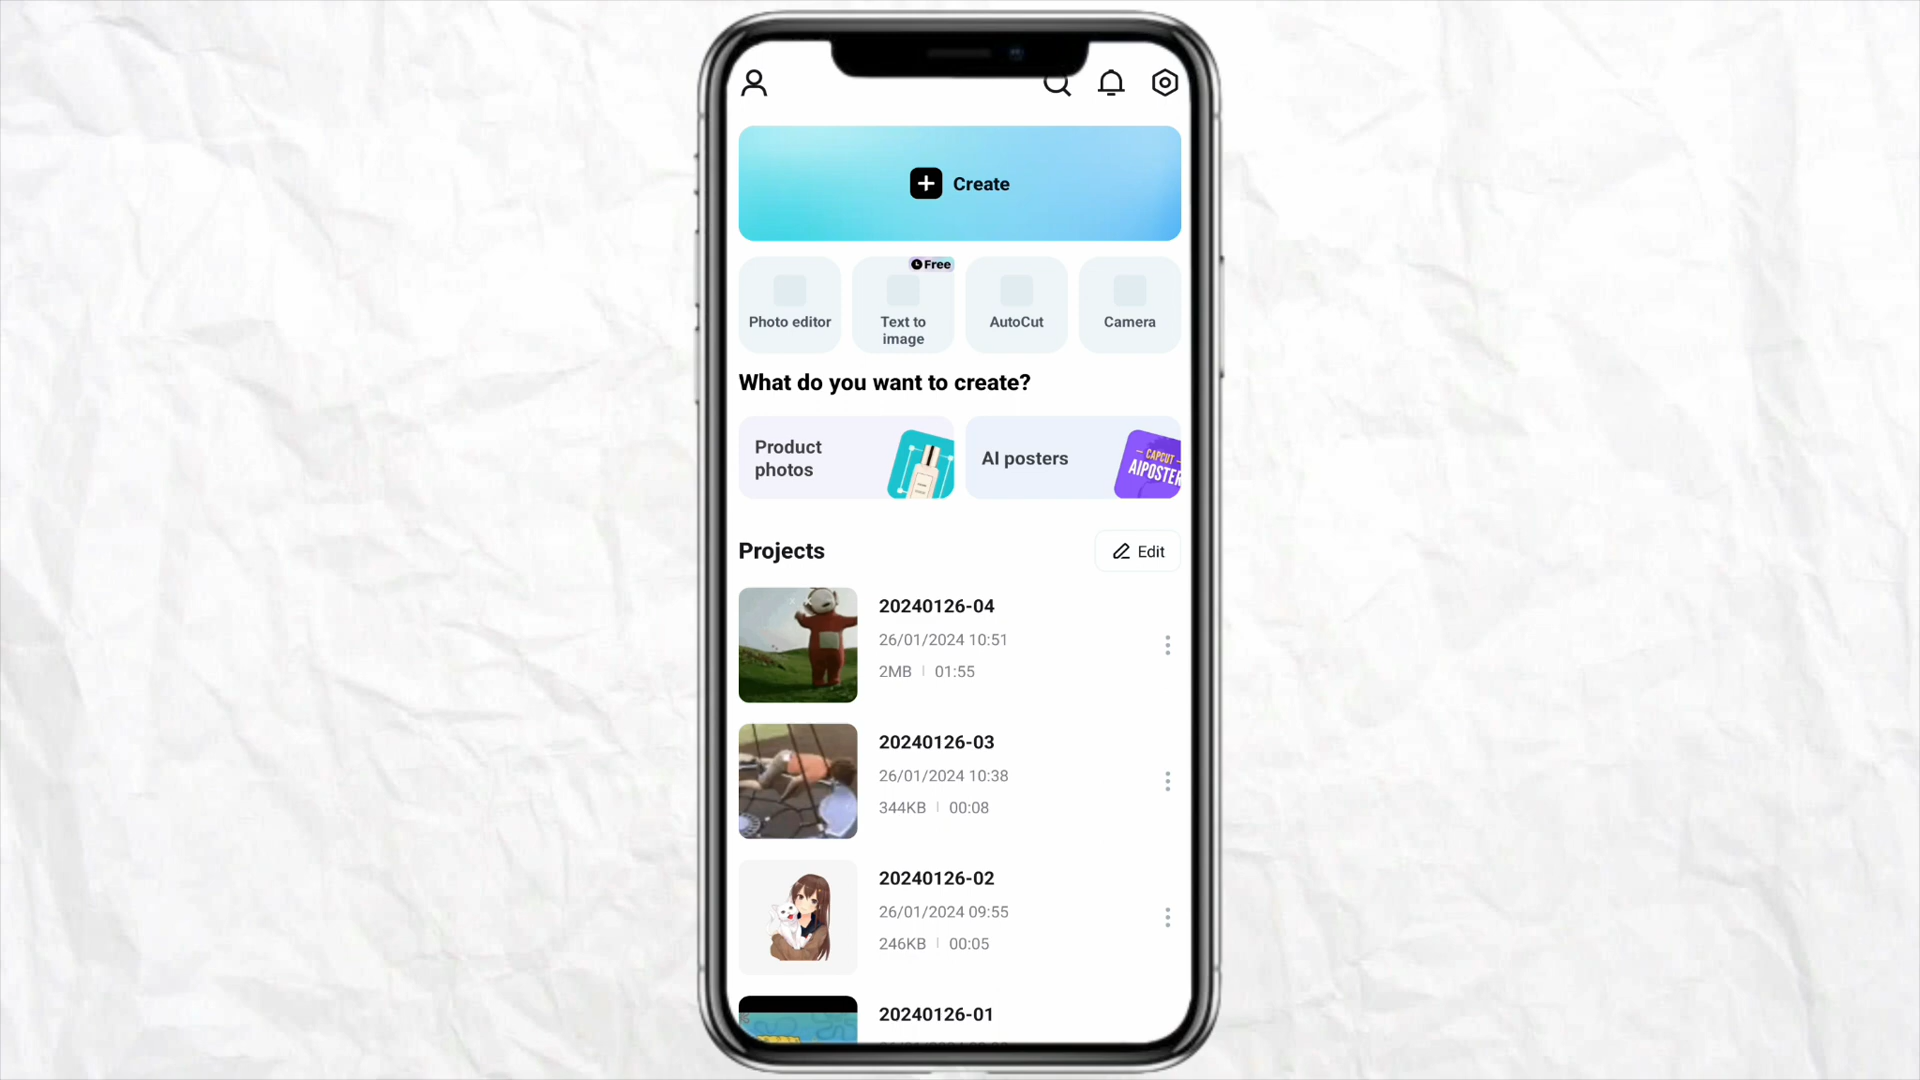 Create
Free
Photo editor
Text to
image
AutoCut
Camera
What do you want to create?
Product
photos
AI posters
CAPCUT
AIPOSTER
Projects
Edit
20240126-04
26/01/2024 10:51
2MB | 01:55
20240126-03
26/01/2024 10:38
344KB | 00:08
20240126-02
26/01/2024 09:55
246KB | 00:05
20240126-01